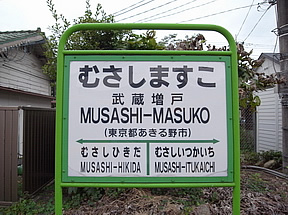 むさしますこ
武蔵増戸
MUSASHI-MASUKO
(東京都あきる野市)
むさしひきだ むさしいつかいち
MUSASHI-HIKIDA MUSASHI-ITUKAICHI